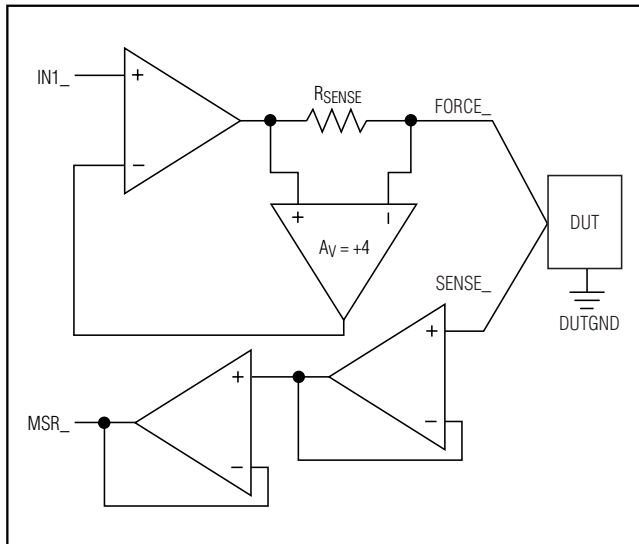 IN1_
+
−
RSENSE
FORCE_
+
−
AV = +4
DUT
SENSE_
DUTGND
+
−
+
−
MSR_